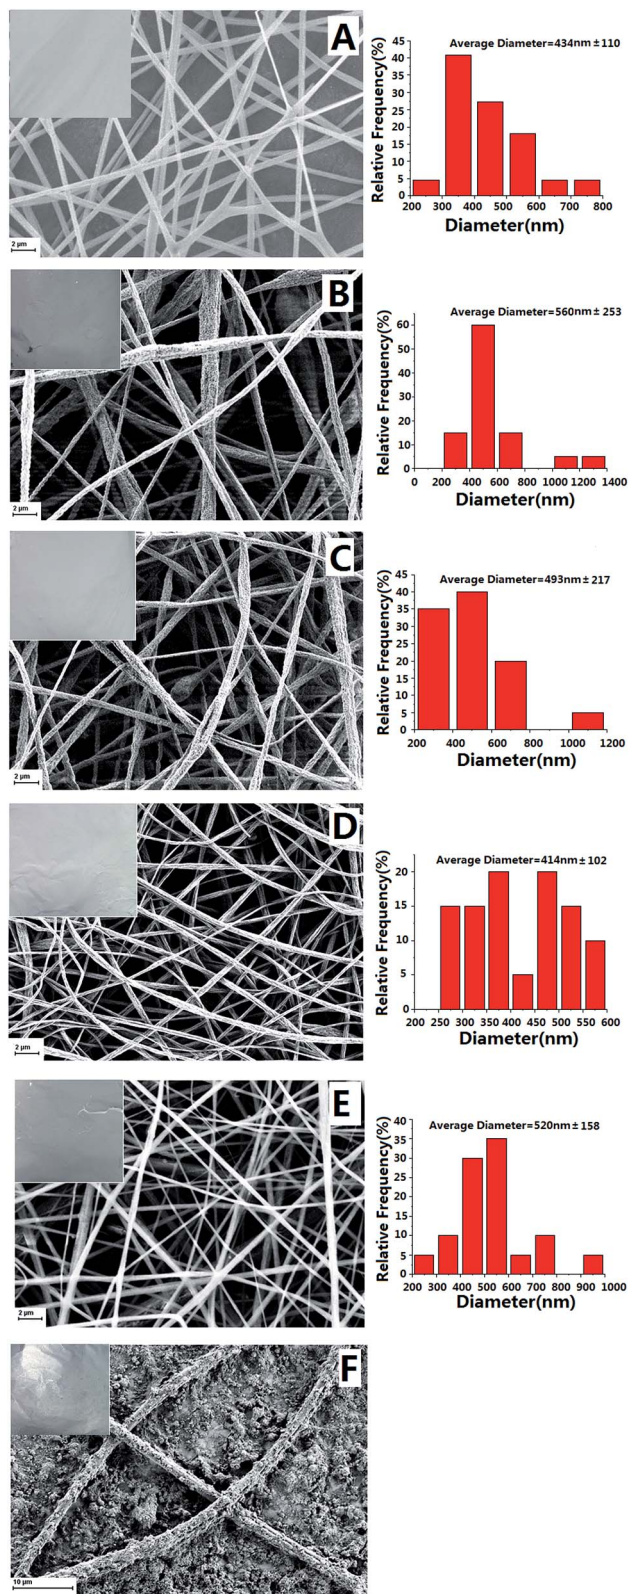 A
Average Diameter=434nm±110
Relative Frequency(%)
45
40
35
30
25
20
15
10
5
0
200 300 400 500 600 700 800
Diameter(nm)
2 μm
B
Average Diameter=560nm±253
Relative Frequency(%)
60
50
40
30
20
10
0
0 200 400 600 800 1000 1200 1400
Diameter(nm)
2 μm
C
Average Diameter=493nm±217
Relative Frequency(%)
45
40
35
30
25
20
15
10
5
0
200 400 600 800 1000 1200
Diameter(nm)
2 μm
D
Average Diameter=414nm±102
Relative Frequency(%)
20
15
10
5
0
200 250 300 350 400 450 500 550 600
Diameter(nm)
2 μm
E
Average Diameter=520nm±158
Relative Frequency(%)
40
35
30
25
20
15
10
5
0
200 300 400 500 600 700 800 900 1000
Diameter(nm)
2 μm
F
10 μm